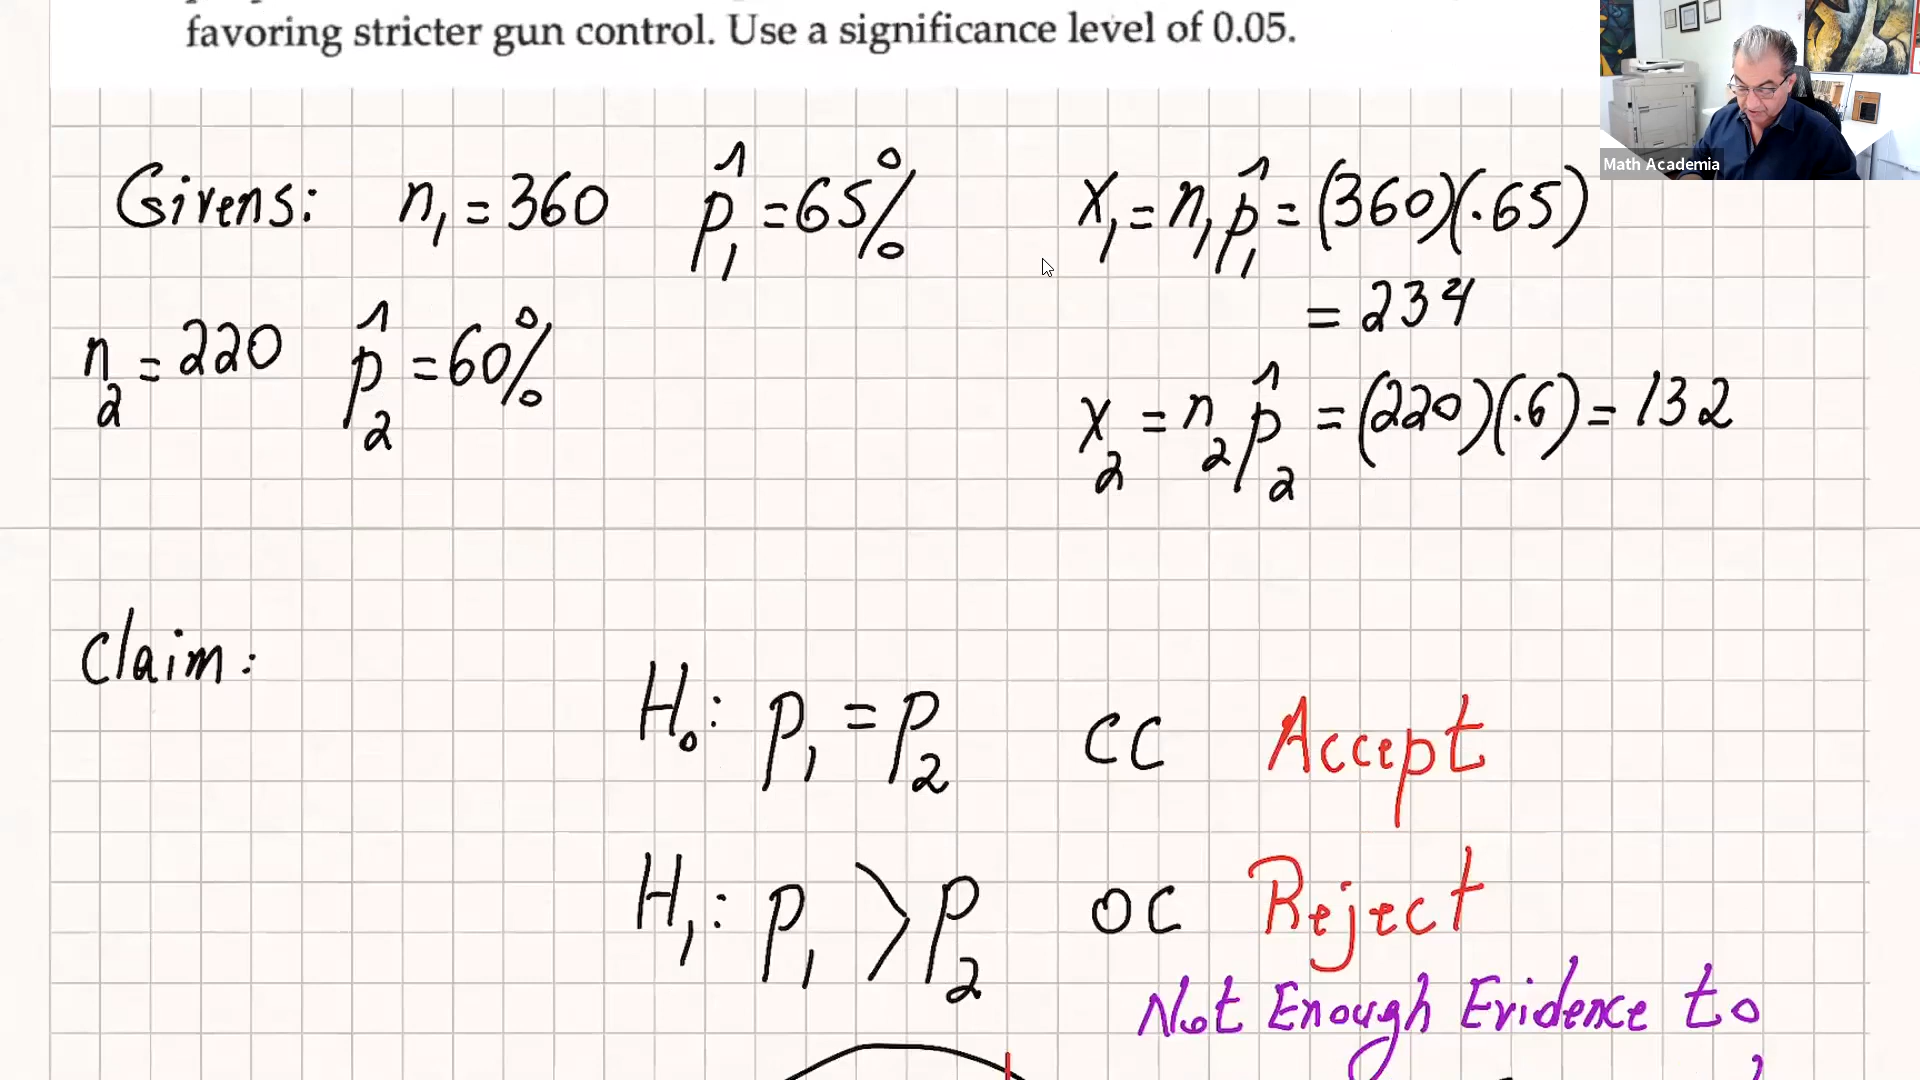 favoring stricter gun control. Use a significance level of 0.05.
Math Academia
Givens: n₁ = 360 p̂₁ = 65% x₁ = n₁p̂₁ = (360)(.65)
= 234
n₂ = 220 p̂₂ = 60%
x₂ = n₂p̂₂ = (220)(.6) = 132
Claim:
H₀: p₁ = p₂ CC Accept
H₁: p₁ > p₂ OC Reject
Not Enough Evidence to